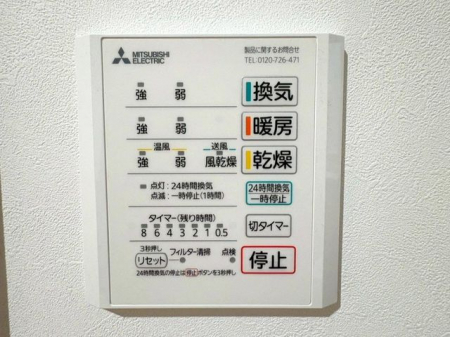 MITSUBISHI
ELECTRIC
製品に関するお問合せ
TEL:0120-726-471
強 弱 換気
強 弱 暖房
温風 送風
強 弱 風乾燥 乾燥
点灯:24時間換気
点滅:一時停止(1時間)
24時間換気
一時停止
タイマー(残り時間)
8 6 4 3 2 1 0.5
切タイマー
3秒押し
リセット フィルター清掃 点検
停止
24時間換気の停止は停止ボタンを3秒押し